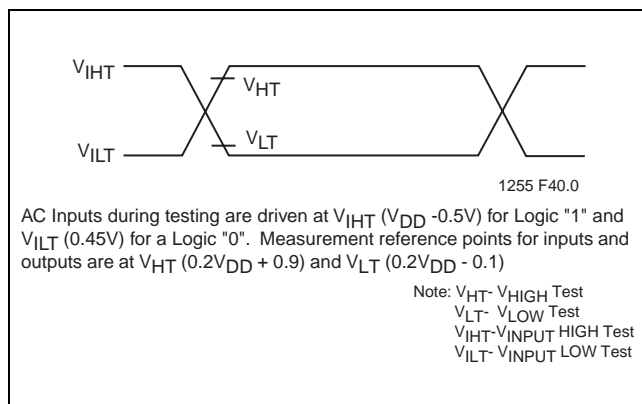 VIHT
VHT
VLT
VILT
1255 F40.0
AC Inputs during testing are driven at VIHT (VDD -0.5V) for Logic "1" and
VILT (0.45V) for a Logic "0". Measurement reference points for inputs and
outputs are at VHT (0.2VDD + 0.9) and VLT (0.2VDD - 0.1)
Note: VHT- VHIGH Test
VLT- VLOW Test
VIHT-VINPUT HIGH Test
VILT- VINPUT LOW Test